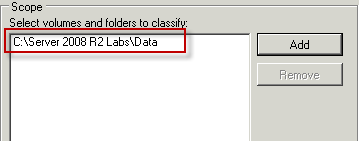 Scope
Select volumes and folders to classify:
C:\Server 2008 R2 Labs\Data
Add
Remove